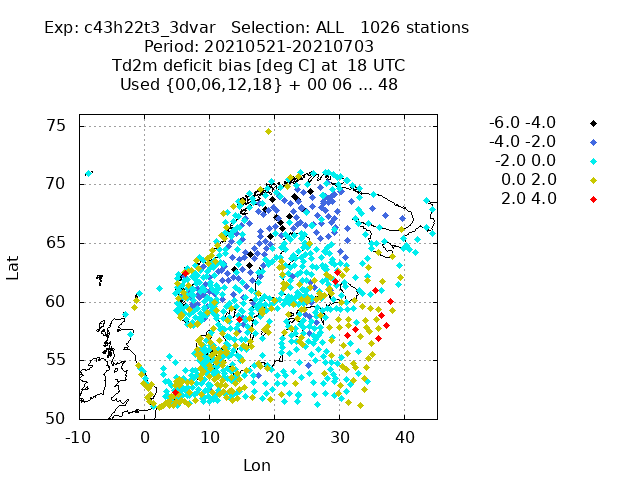 Exp: c43h22t3_3dvar   Selection: ALL   1026 stations
Period: 20210521-20210703
Td2m deficit bias [deg C] at  18 UTC
Used {00,06,12,18} + 00 06 ... 48
-6.0 -4.0
-4.0 -2.0
-2.0 0.0
0.0 2.0
2.0 4.0
75
70
65
60
55
50
Lat
-10 0 10 20 30 40
Lon